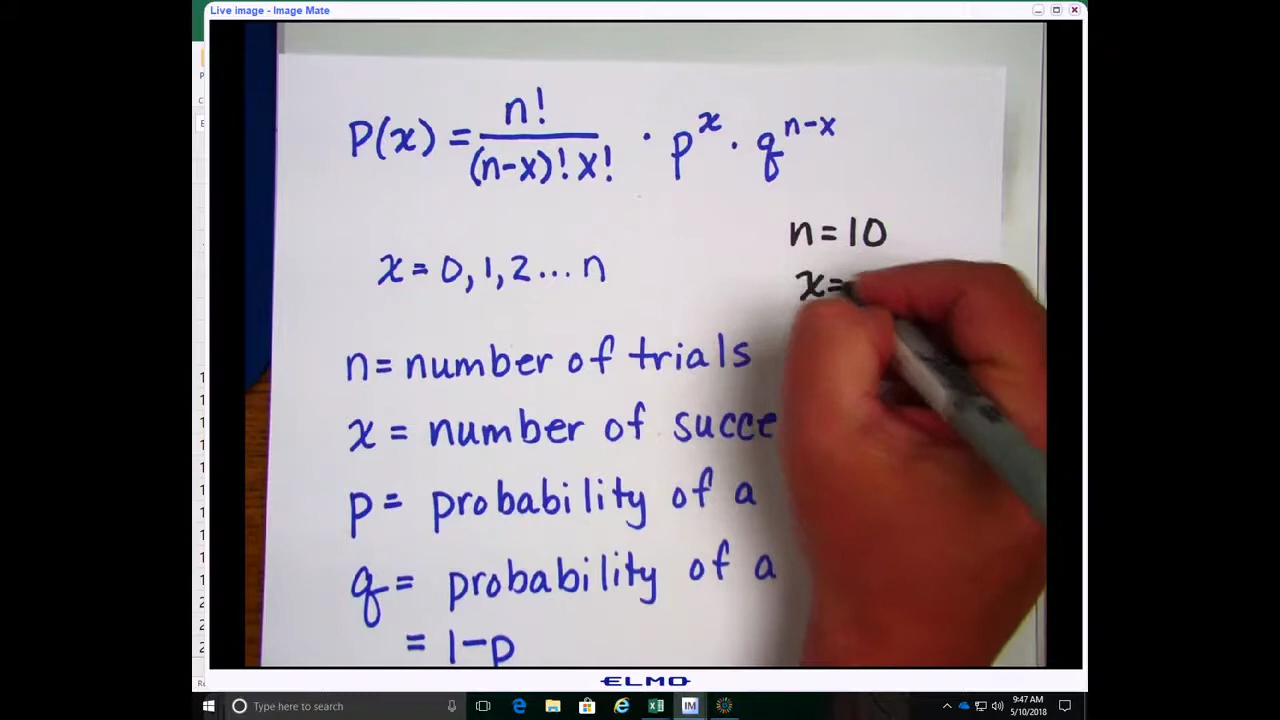 Live image - Image Mate
P(x) = n! / (n-x)! x! · p^x · q^(n-x)
n = 10
x =
x = 0, 1, 2 ... n
n = number of trials
x = number of succe
p = probability of a
q = probability of a
= 1 - p
ELMO
Type here to search
9:47 AM
5/10/2018